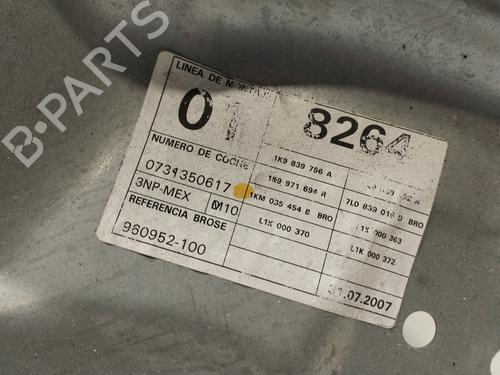 B-PARTS
LINEA DE
0 8264
NUMERO DE COCHE
0731350617
3NP-MEX M10
REFERENCIA BROSE
960952-100
1K9 839 756 A
1K9 971 694 R
1KM 035 454 B BRO
L1K 000 370
7L0 839 016 D BRO
L1K 000 363
L1K 000 372
.07.2007